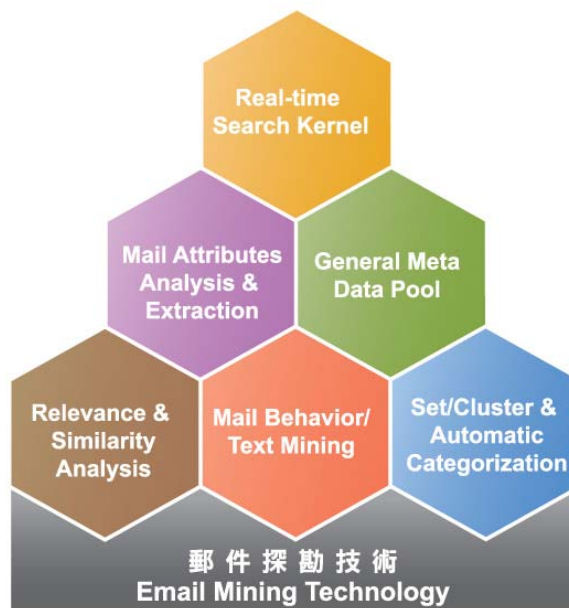 Real-time
Search Kernel
Mail Attributes
Analysis &
Extraction
General Meta
Data Pool
Relevance &
Similarity
Analysis
Mail Behavior/
Text Mining
Set/Cluster &
Automatic
Categorization
郵件探勘技術
Email Mining Technology